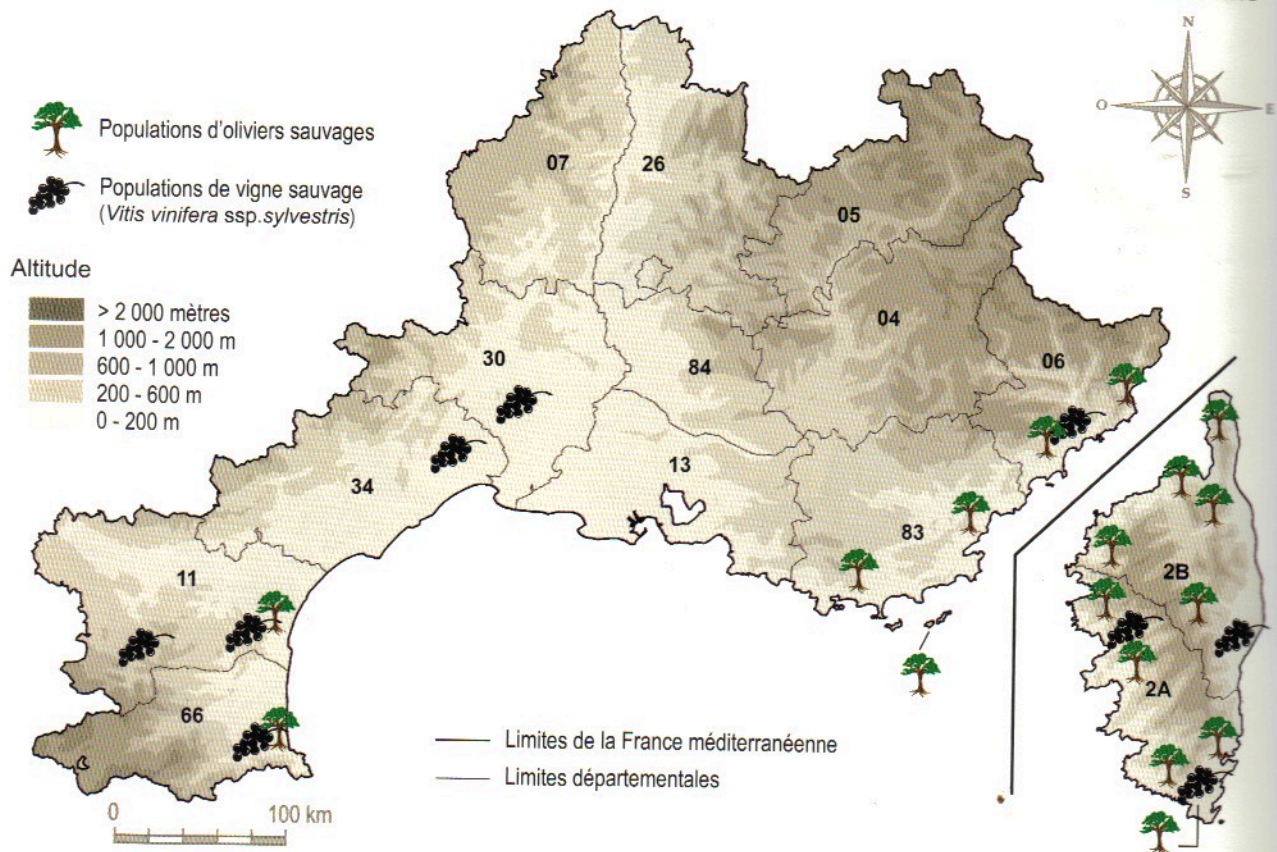 N
O
E
S
Populations d'oliviers sauvages
Populations de vigne sauvage
(Vitis vinifera ssp.sylvestris)
Altitude
> 2 000 mètres
1 000 - 2 000 m
600 - 1 000 m
200 - 600 m
0 - 200 m
07
26
05
04
30
84
06
13
34
83
11
2B
2A
66
Limites de la France méditerranéenne
Limites départementales
0
100 km